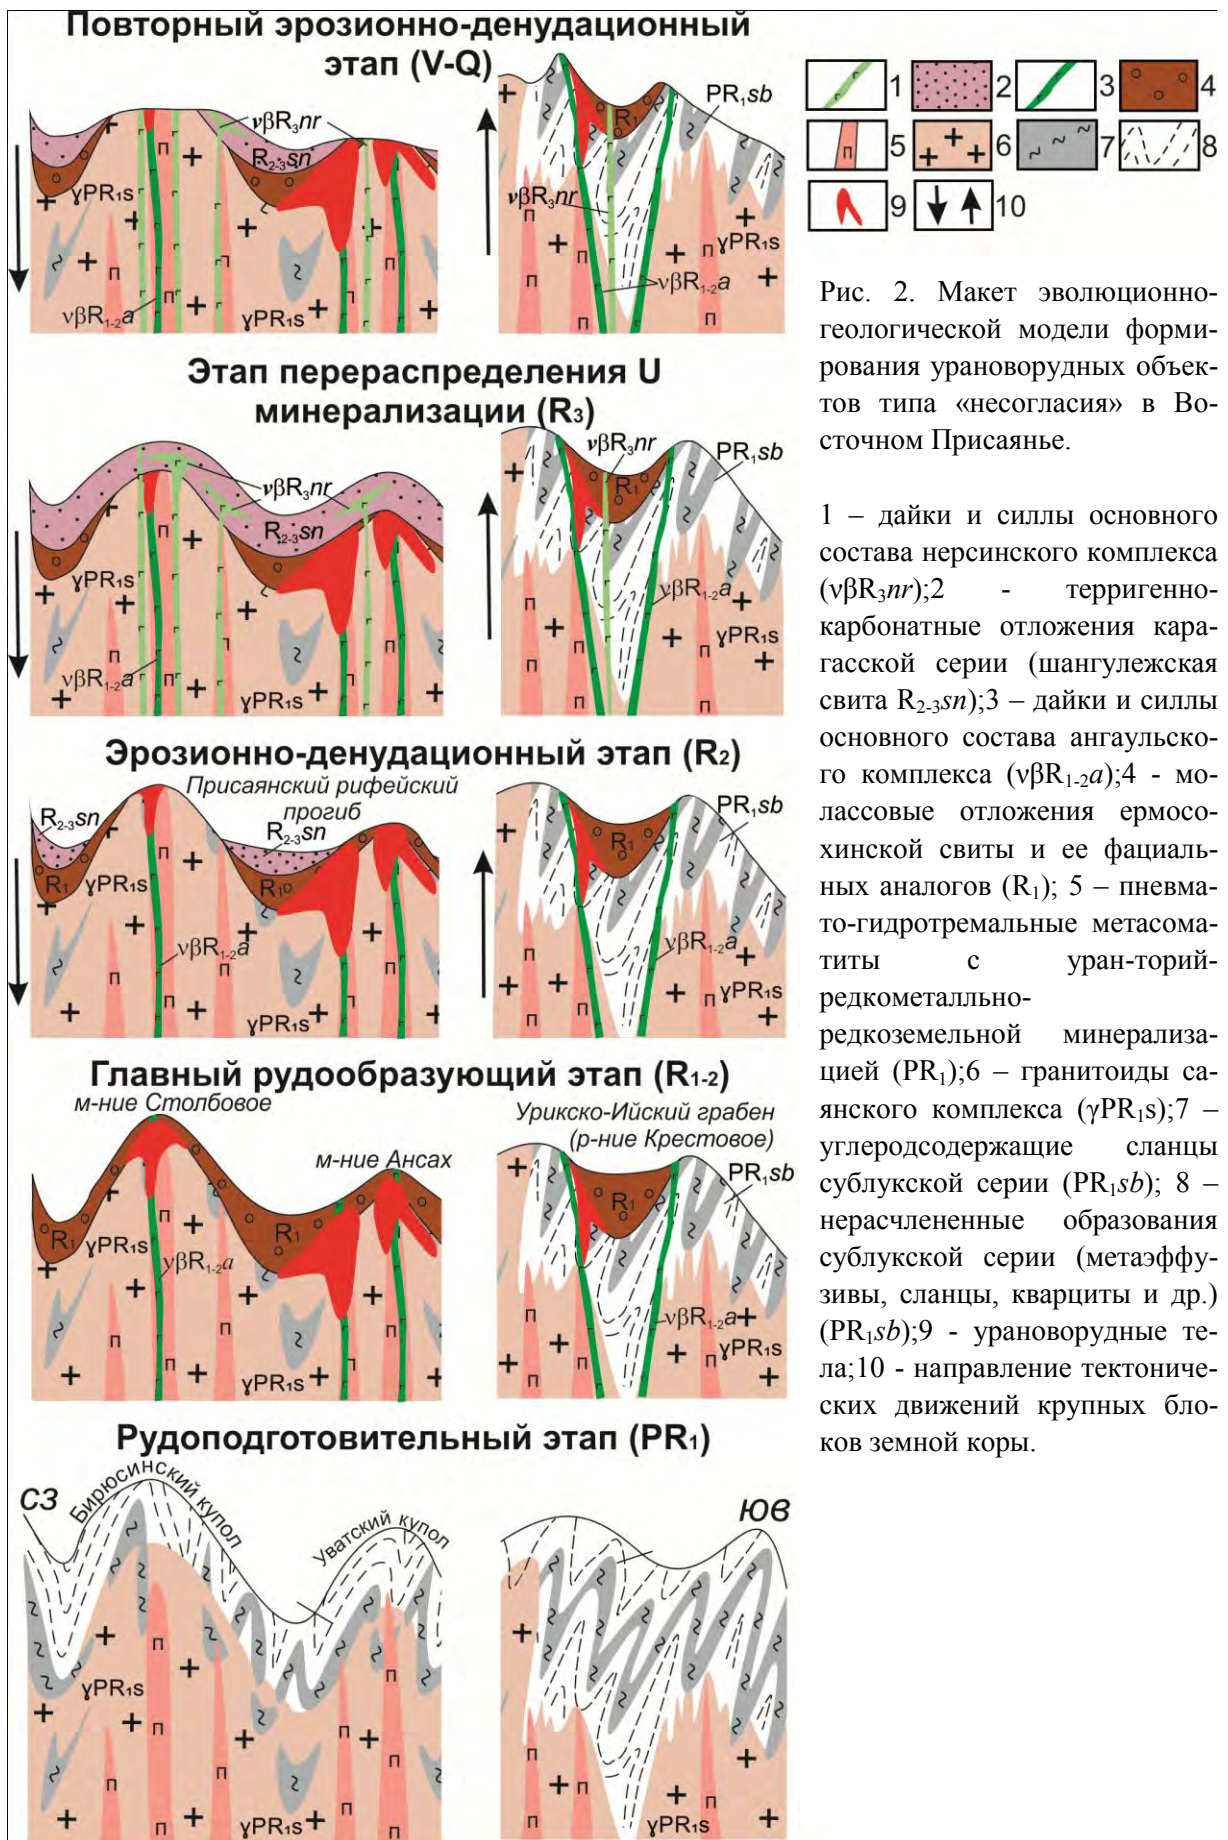 Повторный эрозионно-денудационный
этап (V-Q)
νβR₃nr
R₂₋₃sn
γPR₁s
П
П
П
П
νβR₁₋₂a
γPR₁s
PR₁sb
R₁
νβR₃nr
П
П
γPR₁s
νβR₁₋₂a
П
П
Этап перераспределения U
минерализации (R₃)
νβR₃nr
R₂₋₃sn
γPR₁s
П
П
П
П
νβR₁₋₂a
γPR₁s
νβR₃nr
PR₁sb
R₁
νβR₁₋₂a
П
γPR₁s
П
П
Эрозионно-денудационный этап (R₂)
Присаянский рифейский
прогиб
R₂₋₃sn
R₂₋₃sn
R₁
γPR₁s
R₁
П
νβR₁₋₂a
П
П
П
П
γPR₁s
PR₁sb
R₁
νβR₁₋₂a
П
γPR₁s
П
П
Главный рудообразующий этап (R₁₋₂)
м-ние Столбовое
м-ние Ансах
R₁
γPR₁s
R₁
νβR₁₋₂a
П
П
П
П
γPR₁s
Урикско-Ийский грабен
(р-ние Крестовое)
PR₁sb
R₁
νβR₁₋₂a
П
γPR₁s
П
П
Рудоподготовительный этап (PR₁)
СЗ
Бирюсинский купол
Уватский купол
γPR₁s
П
П
П
П
П
П
γPR₁s
ЮВ
П
П
П
П
γPR₁s
1
2
3
4
5
6
7
8
9
10
Рис. 2. Макет эволюционно-
геологической модели форми-
рования урановорудных объек-
тов типа «несогласия» в Во-
сточном Присаянье.
1 – дайки и силлы основного
состава нерсинского комплекса
(νβR₃nr);2 - терригенно-
карбонатные отложения кара-
гасской серии (шангулежская
свита R₂₋₃sn);3 – дайки и силлы
основного состава ангаульско-
го комплекса (νβR₁₋₂a);4 - мо-
лассовые отложения ермосо-
хинской свиты и ее фациаль-
ных аналогов (R₁); 5 – пневма-
то-гидротремальные метасома-
титы с уран-торий-
редкометалльно-
редкоземельной минерализа-
цией (PR₁);6 – гранитоиды са-
янского комплекса (γPR₁s);7 –
углеродсодержащие сланцы
сублукской серии (PR₁sb); 8 –
нерасчлененные образования
сублукской серии (метаэффу-
зивы, сланцы, кварциты и др.)
(PR₁sb);9 - урановорудные те-
ла;10 - направление тектониче-
ских движений крупных бло-
ков земной коры.